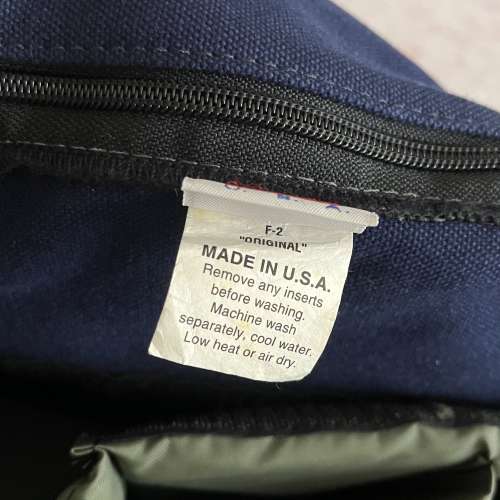 F-2
"ORIGINAL"
MADE IN U.S.A.
Remove any inserts
before washing.
Machine wash
separately, cool water.
Low heat or air dry.